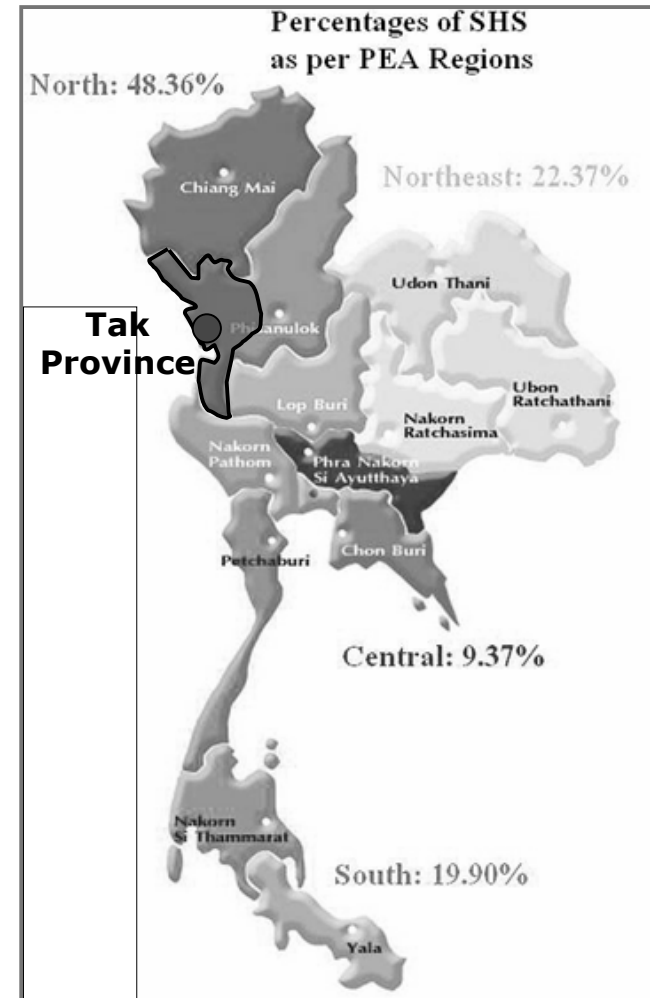 Percentages of SHS
as per PEA Regions
North: 48.36%
Chiang Mai
Northeast: 22.37%
Udon Thani
Tak
Province
Ubon
Ratchathani
Lop Buri
Nakorn
Ratchasima
Nakorn
Pathom
Phra Nakorn
Si Ayutthaya
Chon Buri
Petchaburi
Central: 9.37%
Nakorn
Si Thammarat
South: 19.90%
Yala